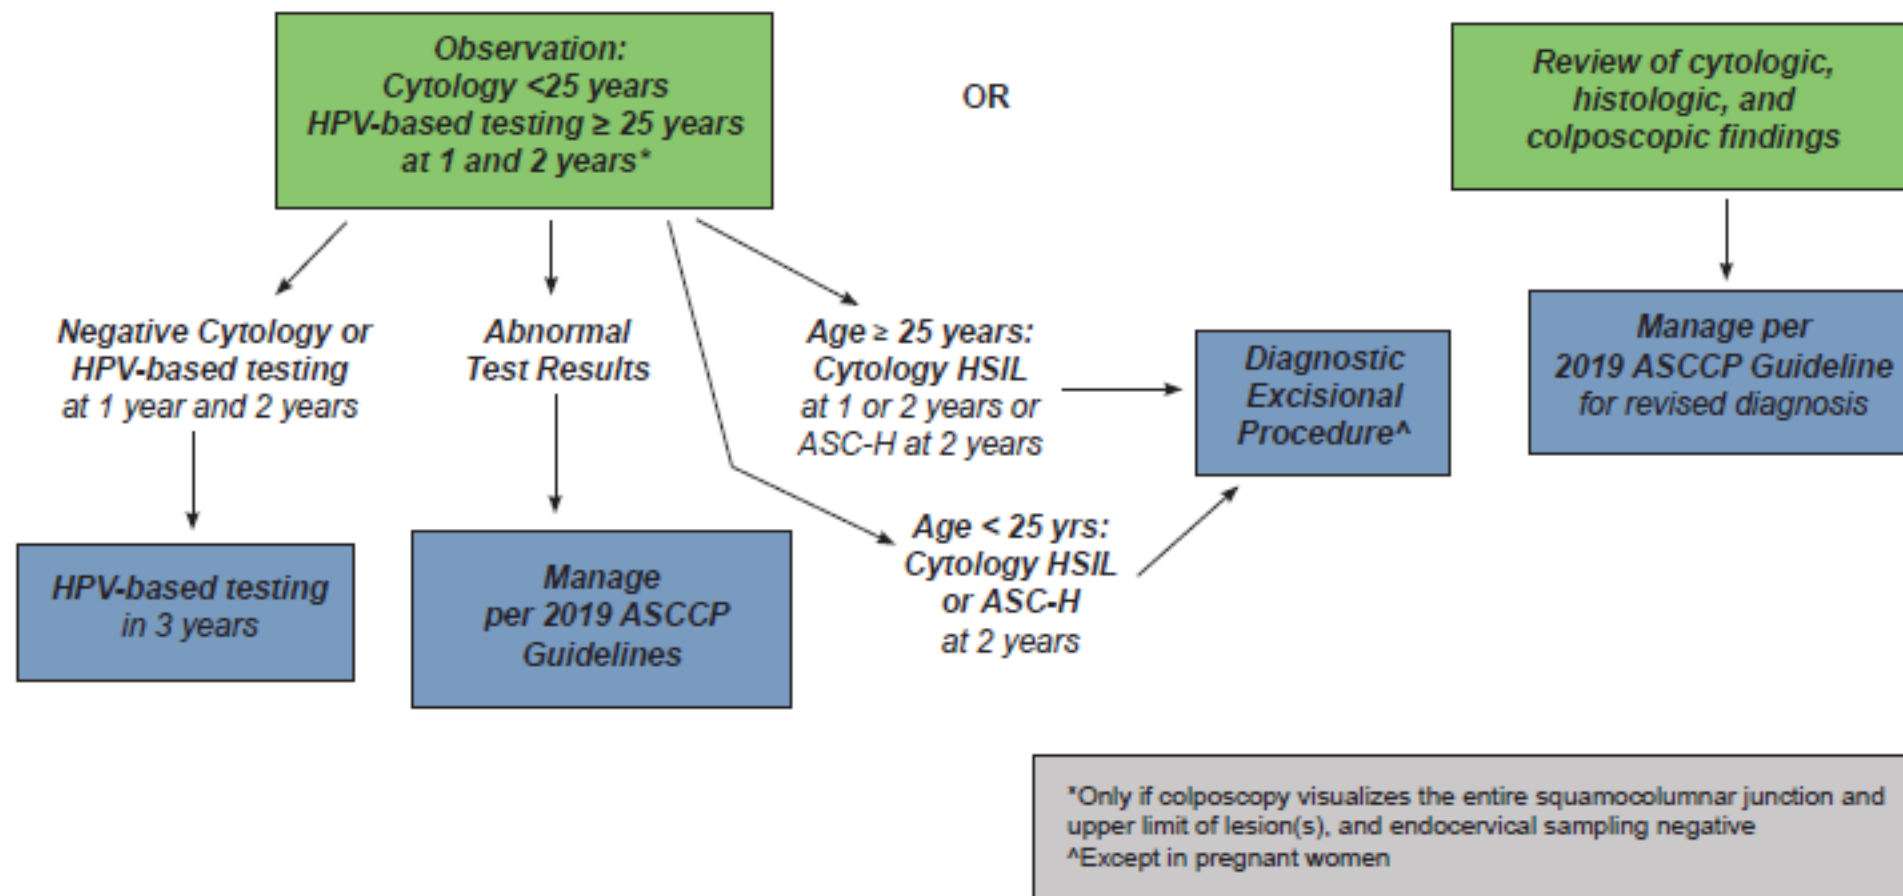 Observation:
Cytology <25 years
HPV-based testing ≥ 25 years
at 1 and 2 years*
OR
Review of cytologic,
histologic, and
colposcopic findings
Negative Cytology or
HPV-based testing
at 1 year and 2 years
Abnormal
Test Results
Age ≥ 25 years:
Cytology HSIL
at 1 or 2 years or
ASC-H at 2 years
Diagnostic
Excisional
Procedure^
Manage per
2019 ASCCP Guideline
for revised diagnosis
Age < 25 yrs:
Cytology HSIL
or ASC-H
at 2 years
HPV-based testing
in 3 years
Manage
per 2019 ASCCP
Guidelines
*Only if colposcopy visualizes the entire squamocolumnar junction and
upper limit of lesion(s), and endocervical sampling negative
^Except in pregnant women